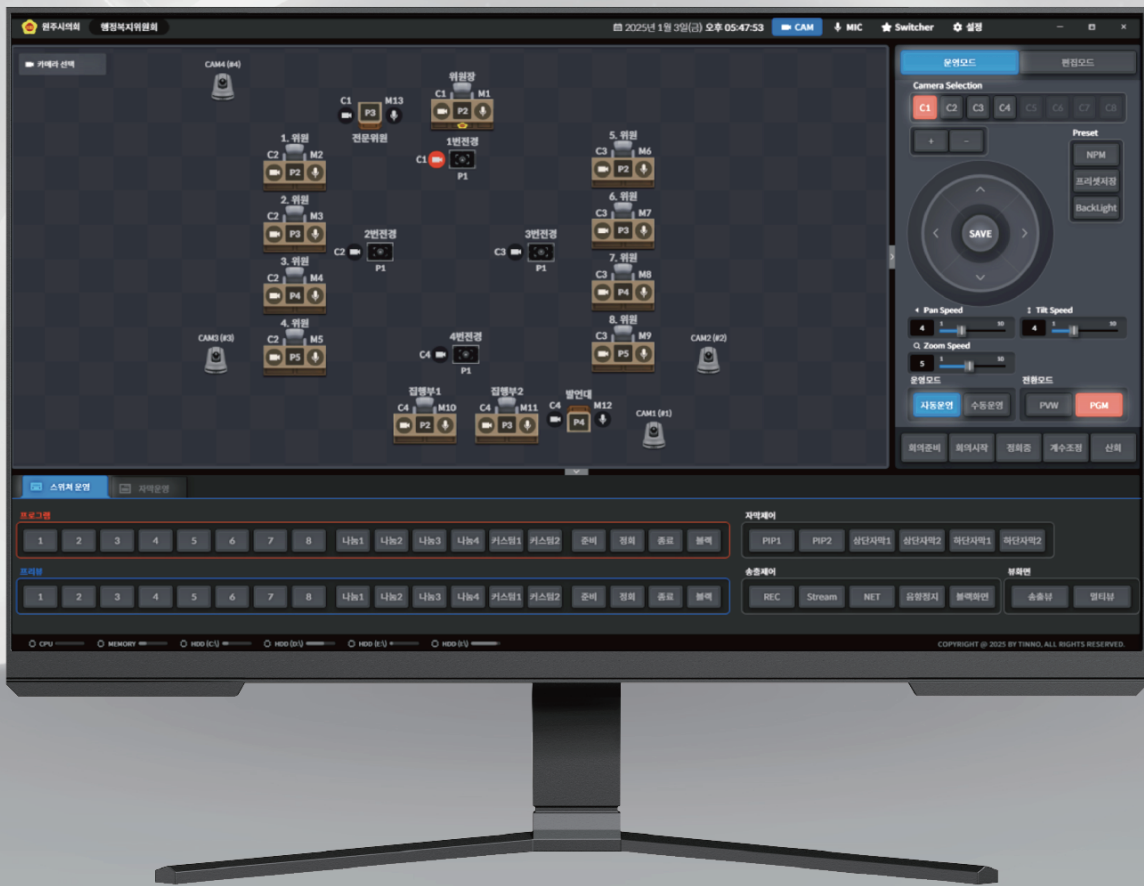 원주시의회 행정복지위원회 2025년 1월 3일(금) 오후 05:47:53 CAM MIC Switcher 설정
카메라 선택
CAM4 (#4)
위원장
C1 M1
P2
C1 M13
P3
전문위원
1번전경
C1
P1
1. 위원
C2 M2
P2
2. 위원
C2 M3
P3
3. 위원
C2 M4
P4
4. 위원
C2 M5
P5
2번전경
C2
P1
3번전경
C3
P1
5. 위원
C3 M6
P2
6. 위원
C3 M7
P3
7. 위원
C3 M8
P4
8. 위원
C3 M9
P5
CAM3 (#3)
4번전경
C4
P1
CAM2 (#2)
집행부1
C4 M10
P2
집행부2
C4 M11
P3
발언대
C4 M12
P4
CAM1 (#1)
운영모드 편집모드
Camera Selection
C1 C2 C3 C4 C5 C6 C7 C8
+ -
Preset
NPM
프리셋저장
BackLight
SAVE
Pan Speed
4 1 10
Tilt Speed
4 1 10
Zoom Speed
5 1 10
운영모드 전환모드
자동운영 수동운영 PVW PGM
회의준비 회의시작 정회중 계수조정 산회
스위처 운영 자막운영
프로그램
1 2 3 4 5 6 7 8 나눔1 나눔2 나눔3 나눔4 커스텀1 커스텀2 준비 정회 종료 블랙
자막제어
PIP1 PIP2 상단자막1 상단자막2 하단자막1 하단자막2
프리뷰
1 2 3 4 5 6 7 8 나눔1 나눔2 나눔3 나눔4 커스텀1 커스텀2 준비 정회 종료 블랙
송출제어
REC Stream NET 음향정지 블랙화면
뷰화면
송출뷰 멀티뷰
CPU MEMORY HDD (C:\) HDD (D:\) HDD (E:\) HDD (F:\)
COPYRIGHT @ 2025 BY TINNO, ALL RIGHTS RESERVED.